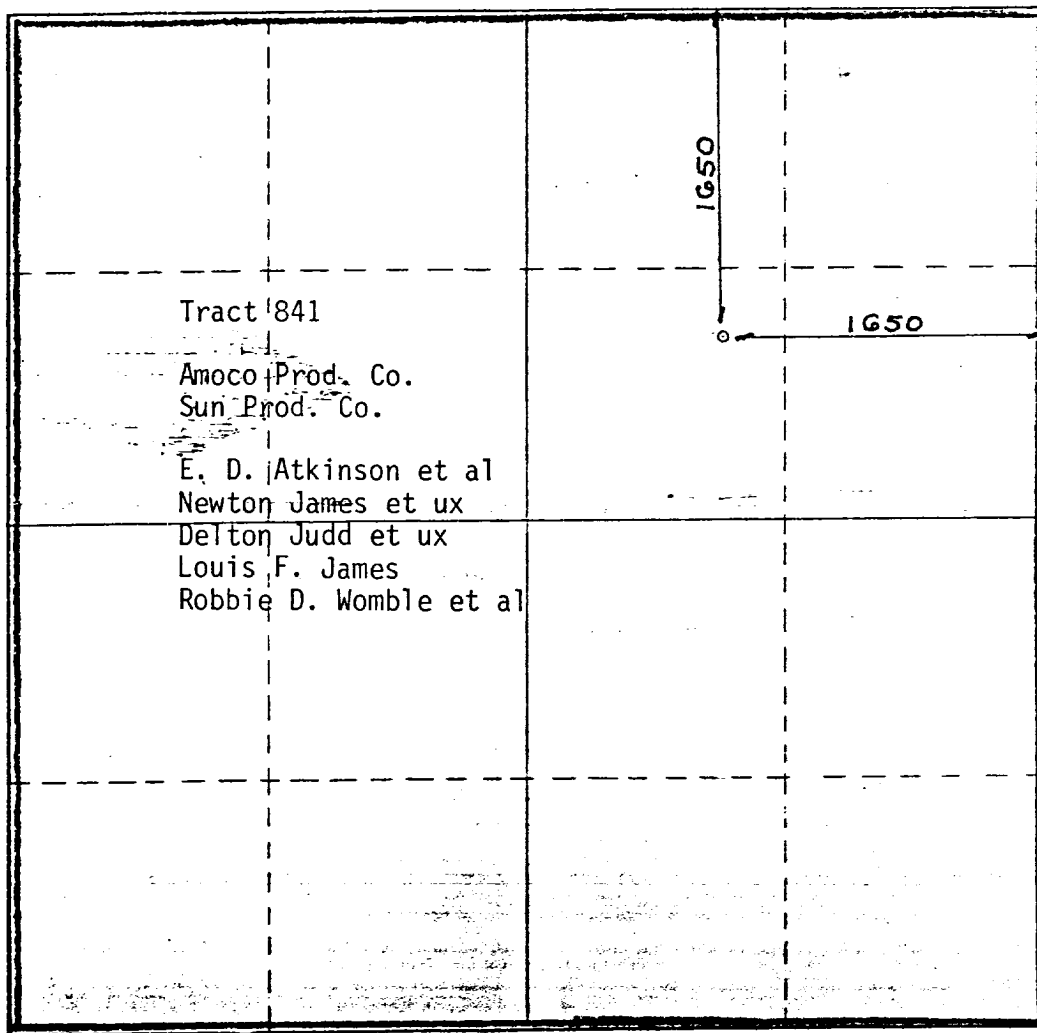 1650
1650
Tract 841
Amoco Prod. Co.
Sun Prod. Co.
E. D. Atkinson et al
Newton James et ux
Delton Judd et ux
Louis F. James
Robbie D. Womble et al